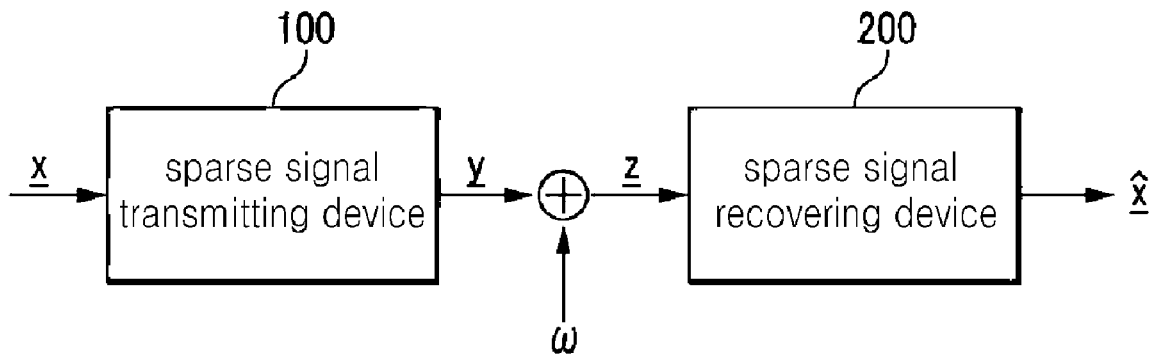 100
200
x
sparse signal
transmitting device
y
z
sparse signal
recovering device
x̂
ω